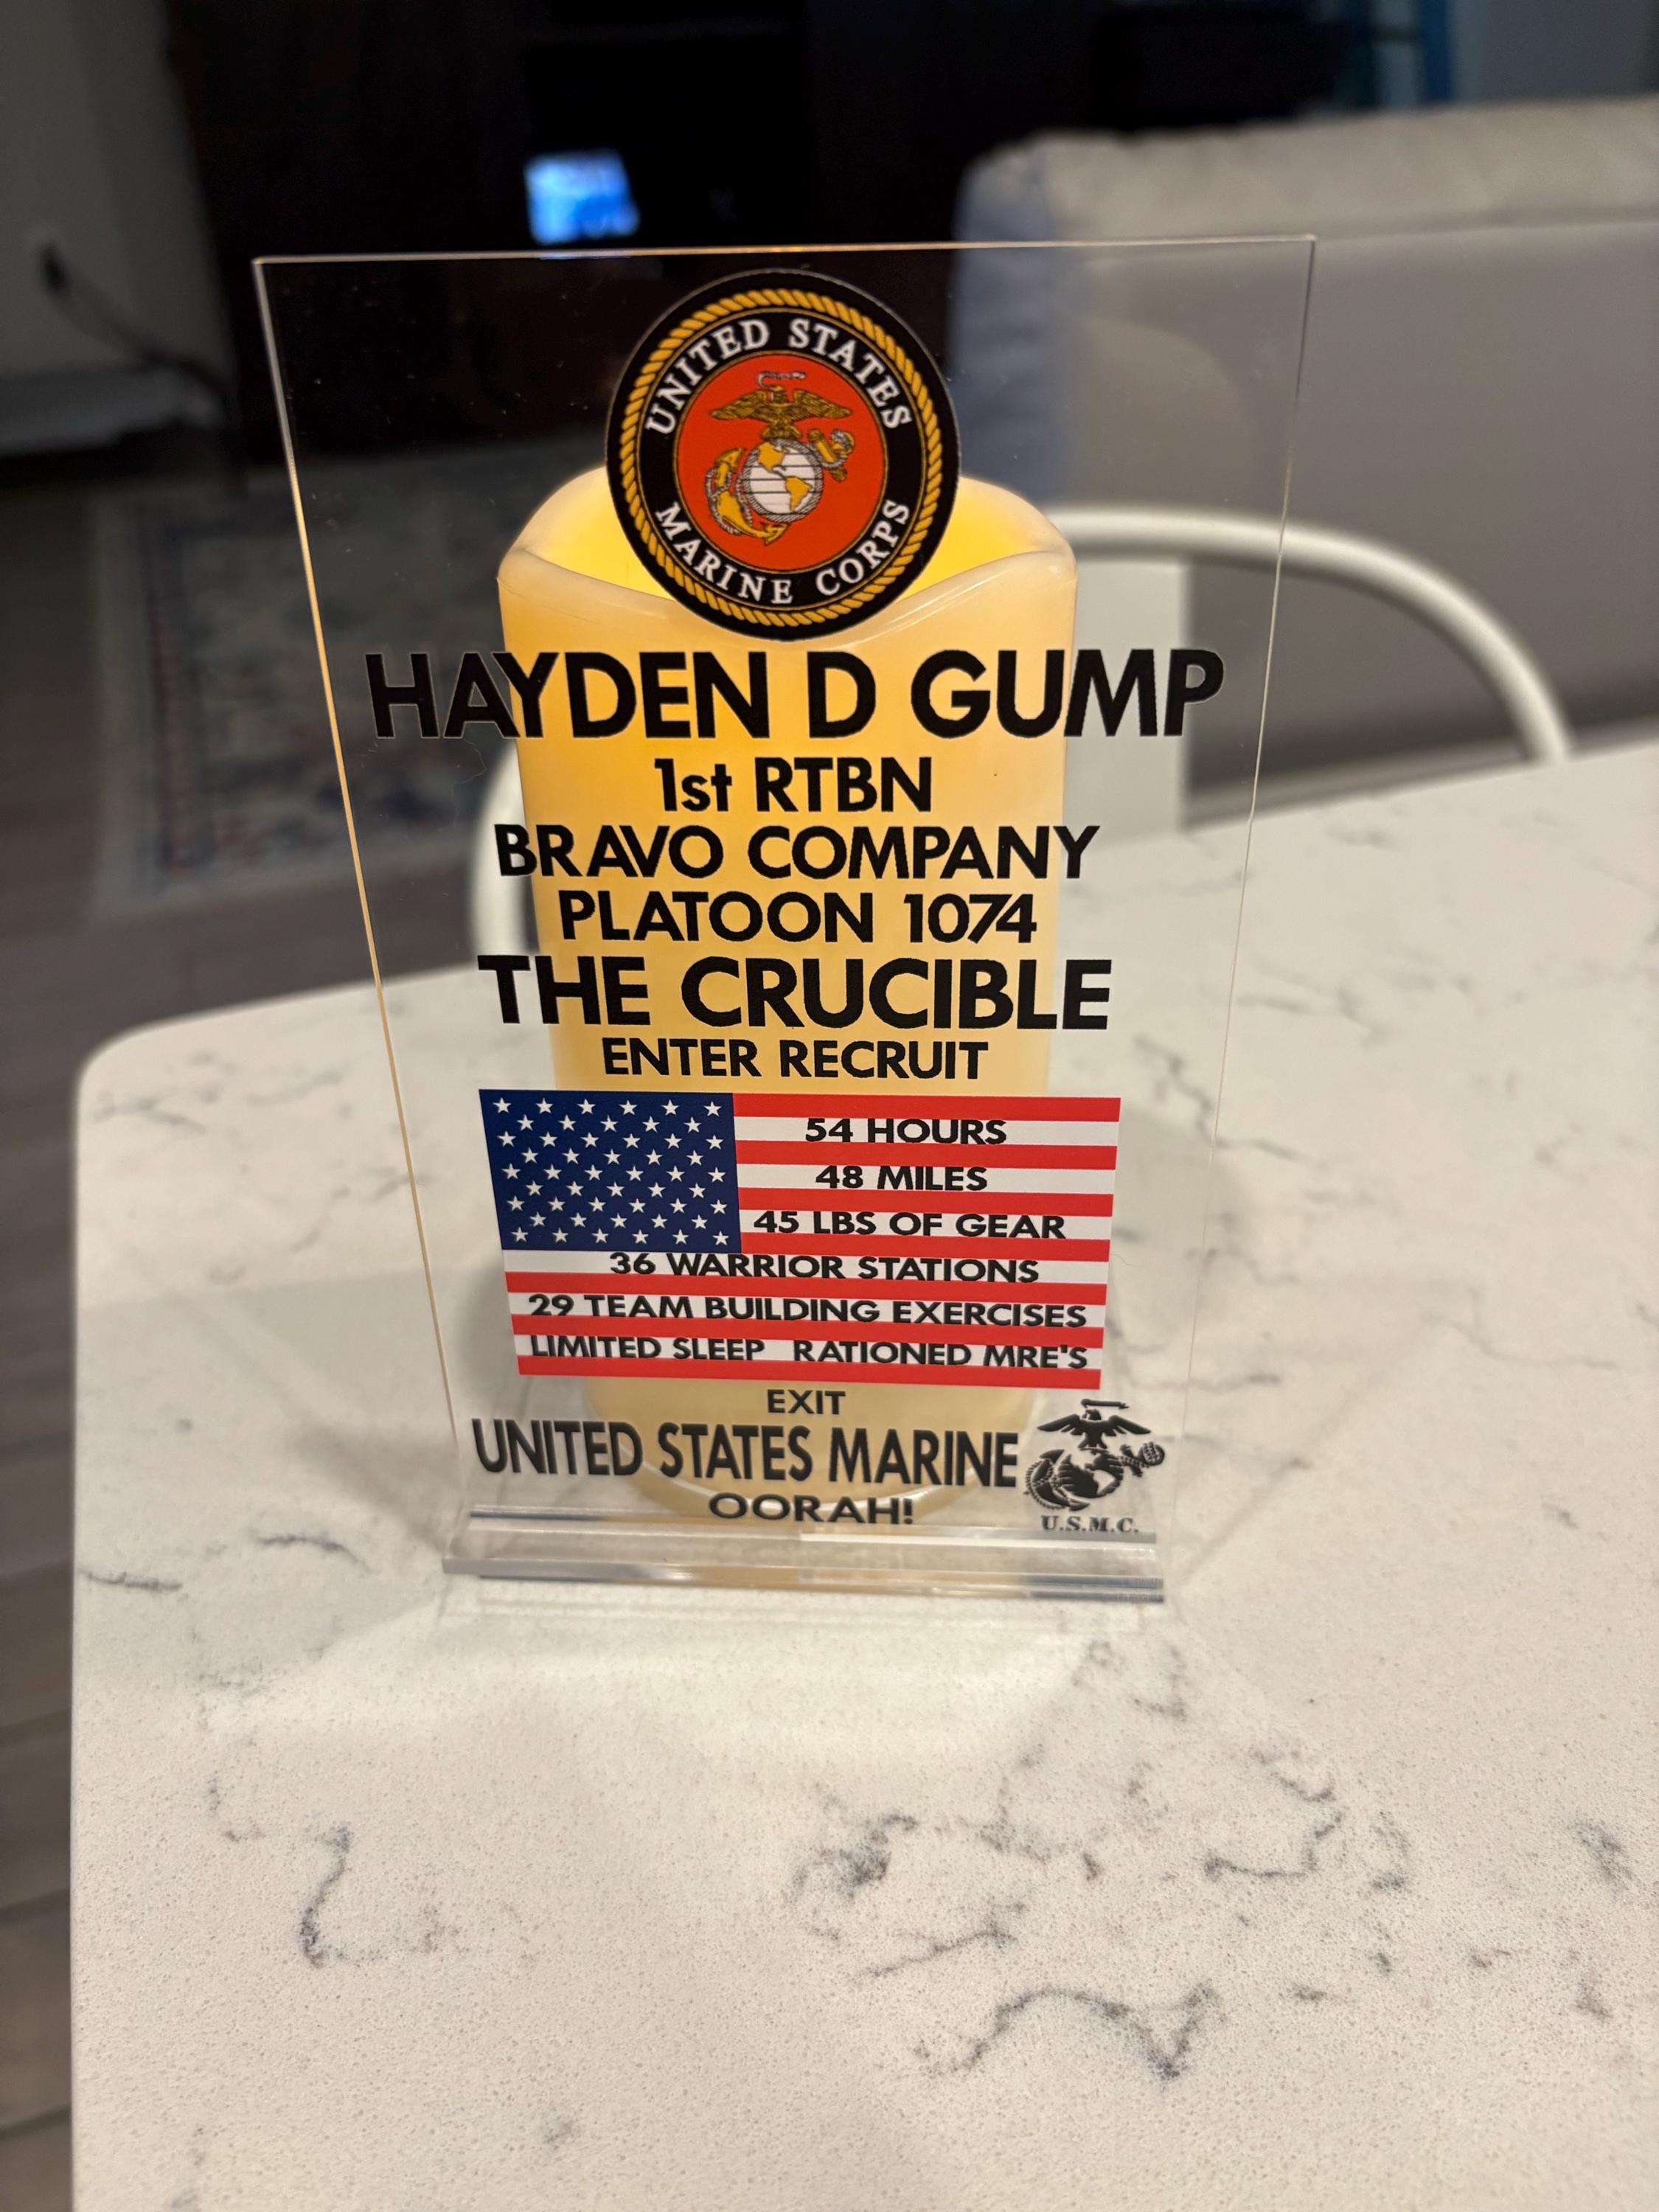 UNITED STATES
MARINE CORPS
HAYDEN D GUMP
1st RTBN
BRAVO COMPANY
PLATOON 1074
THE CRUCIBLE
ENTER RECRUIT
54 HOURS
48 MILES
45 LBS OF GEAR
36 WARRIOR STATIONS
29 TEAM BUILDING EXERCISES
LIMITED SLEEP RATIONED MRE'S
EXIT
UNITED STATES MARINE
OORAH!
U.S.M.C.